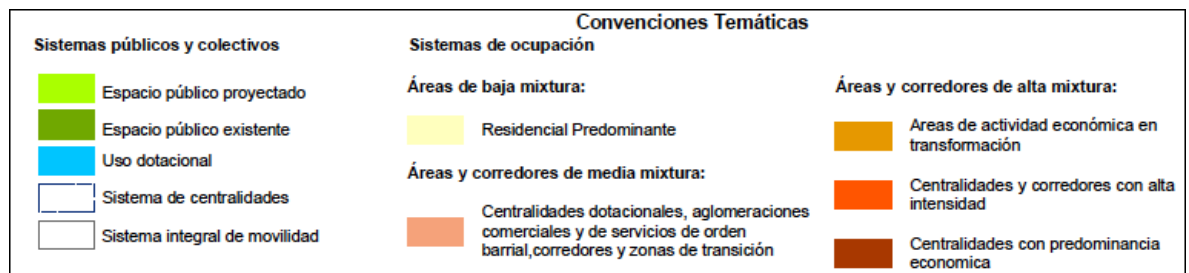 Convenciones Temáticas
Sistemas públicos y colectivos
Espacio público proyectado
Espacio público existente
Uso dotacional
Sistema de centralidades
Sistema integral de movilidad
Sistemas de ocupación
Áreas de baja mixtura:
Residencial Predominante
Áreas y corredores de media mixtura:
Centralidades dotacionales, aglomeraciones
comerciales y de servicios de orden
barrial,corredores y zonas de transición
Áreas y corredores de alta mixtura:
Areas de actividad económica en
transformación
Centralidades y corredores con alta
intensidad
Centralidades con predominancia
economica